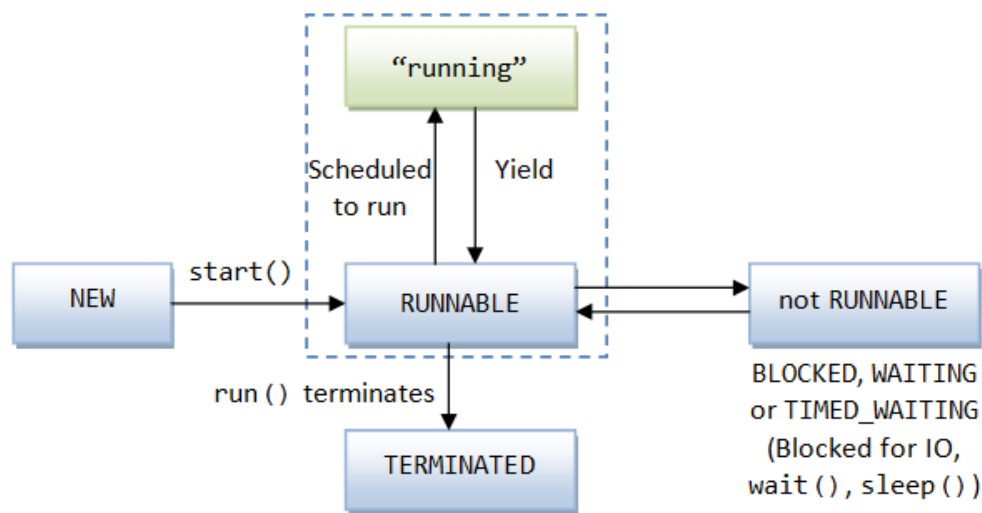 “running”
Scheduled
to run
Yield
NEW
start()
RUNNABLE
not RUNNABLE
BLOCKED, WAITING
or TIMED_WAITING
(Blocked for IO,
wait(), sleep())
run() terminates
TERMINATED